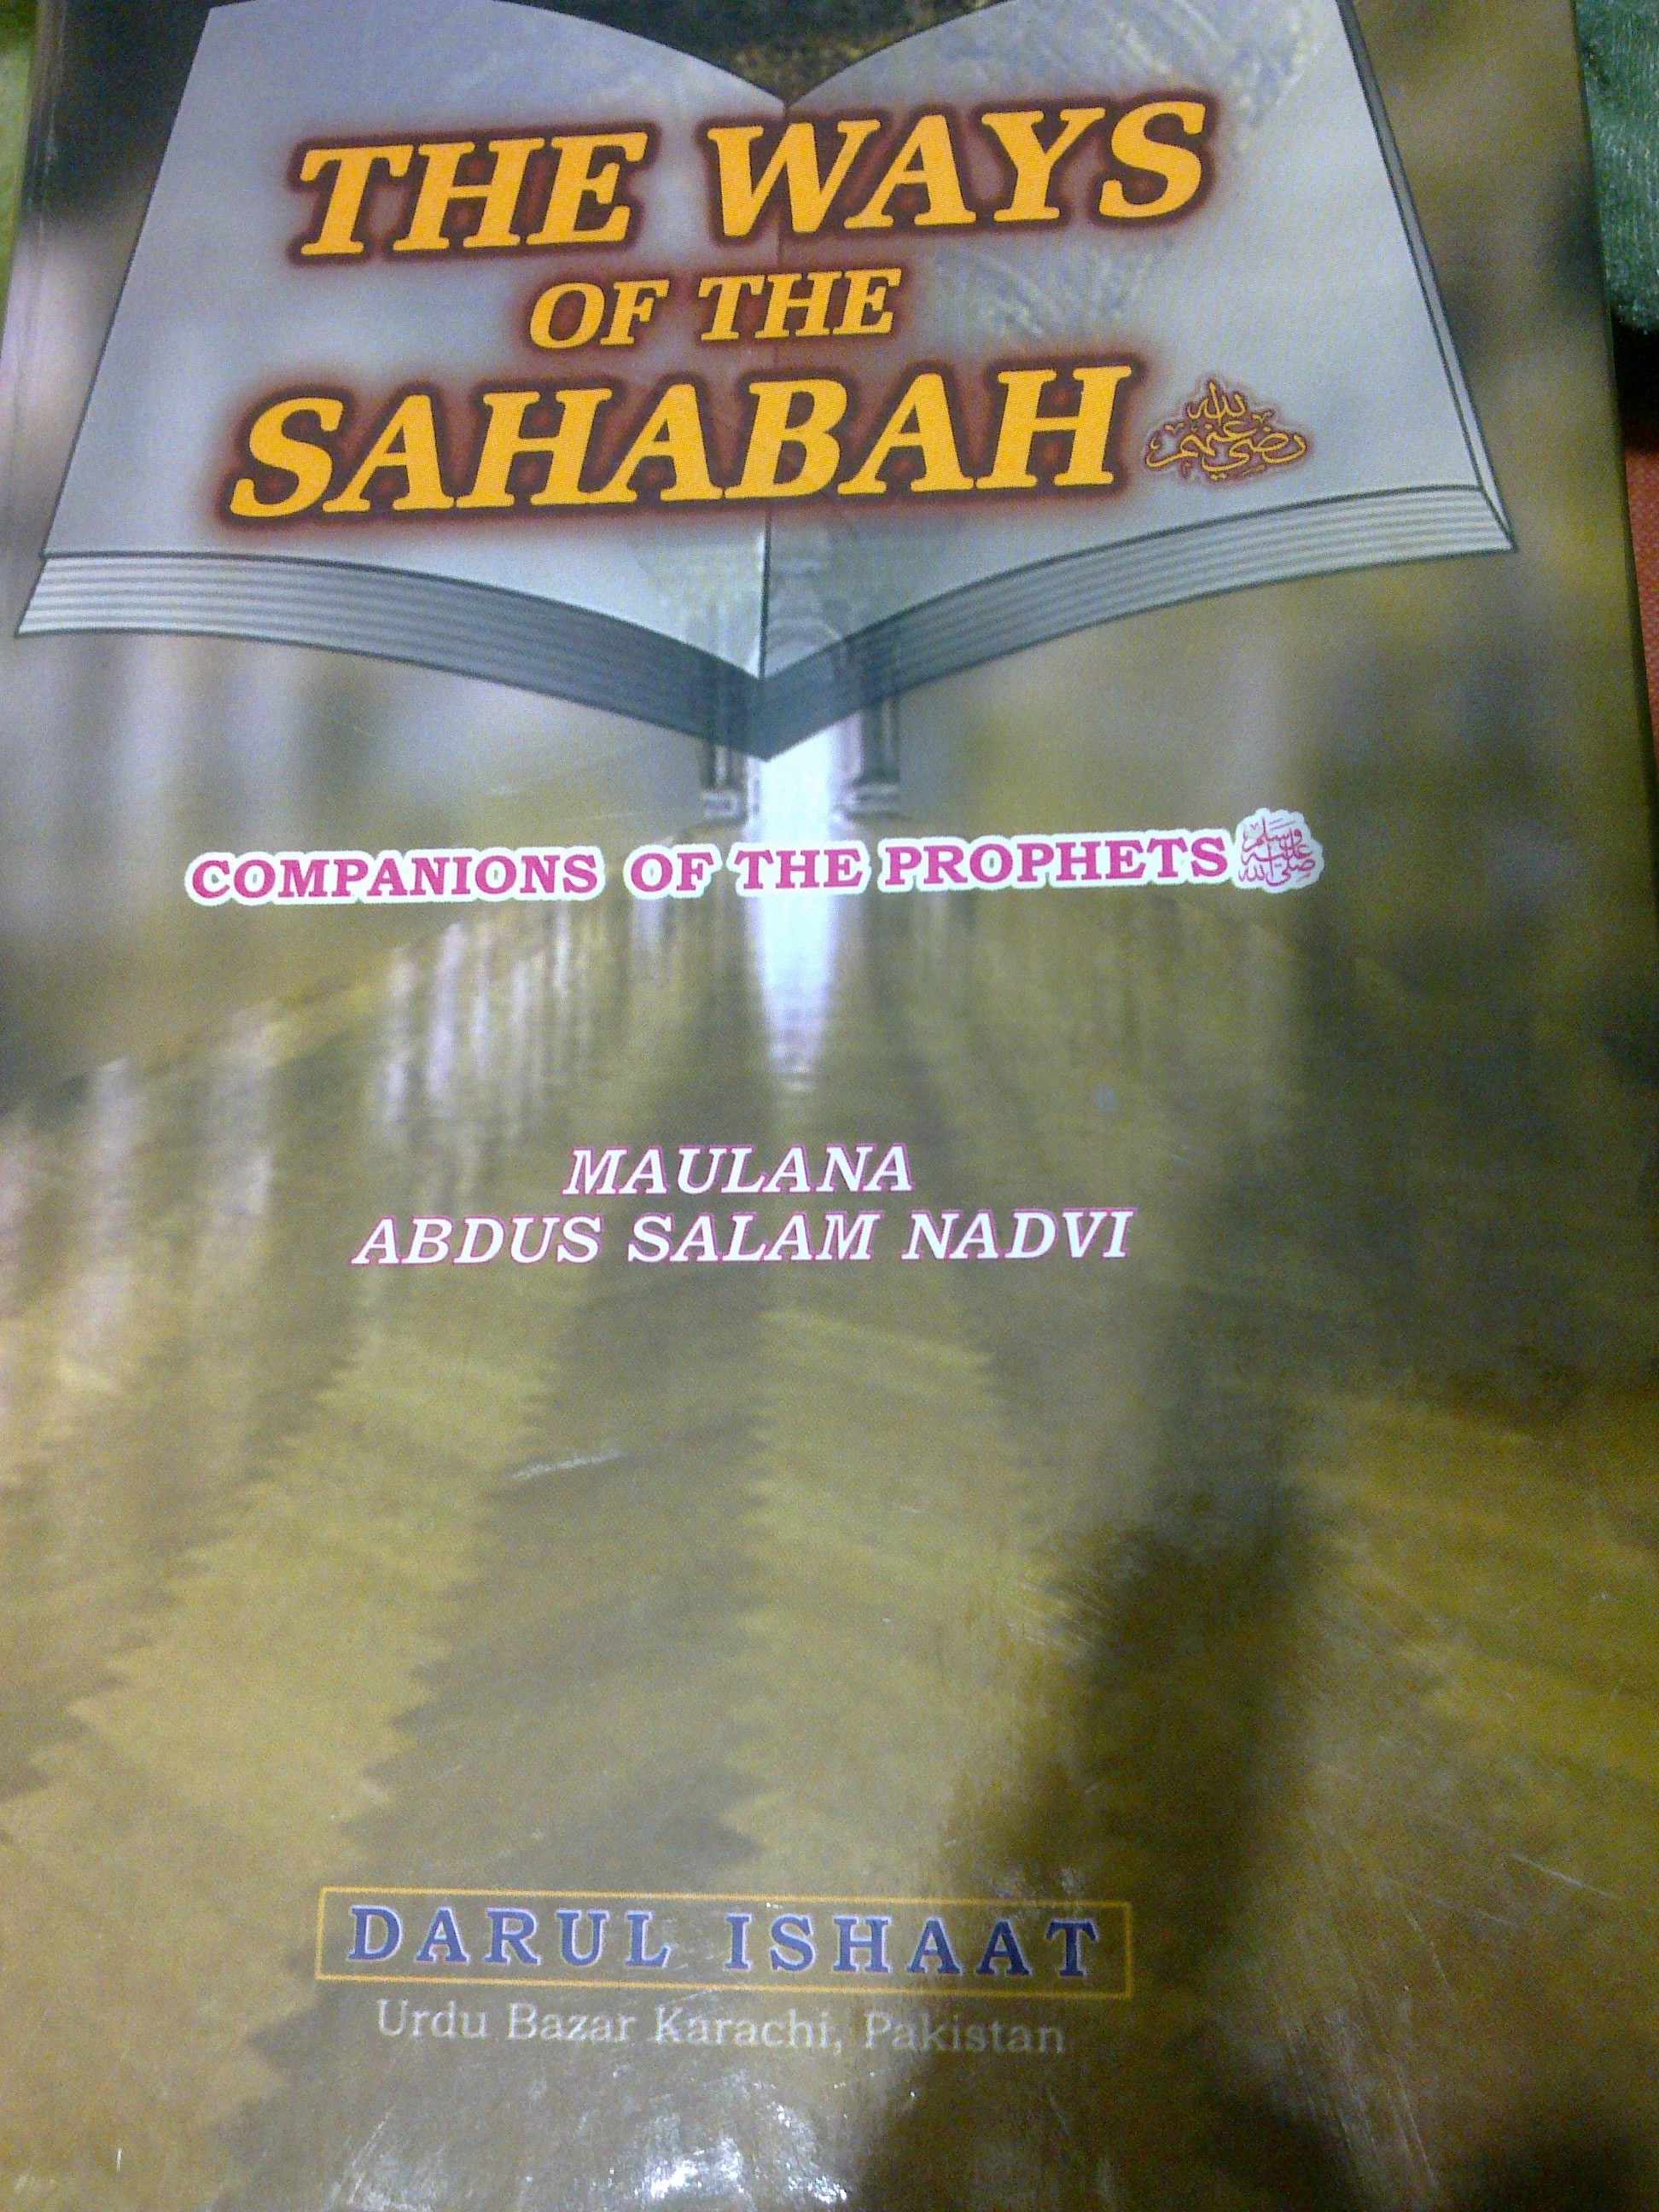 THE WAYS
OF THE
SAHABAH رضي الله عنهم
COMPANIONS OF THE PROPHETS صلى الله عليه وسلم
MAULANA
ABDUS SALAM NADVI
DARUL ISHAAT
Urdu Bazar Karachi, Pakistan